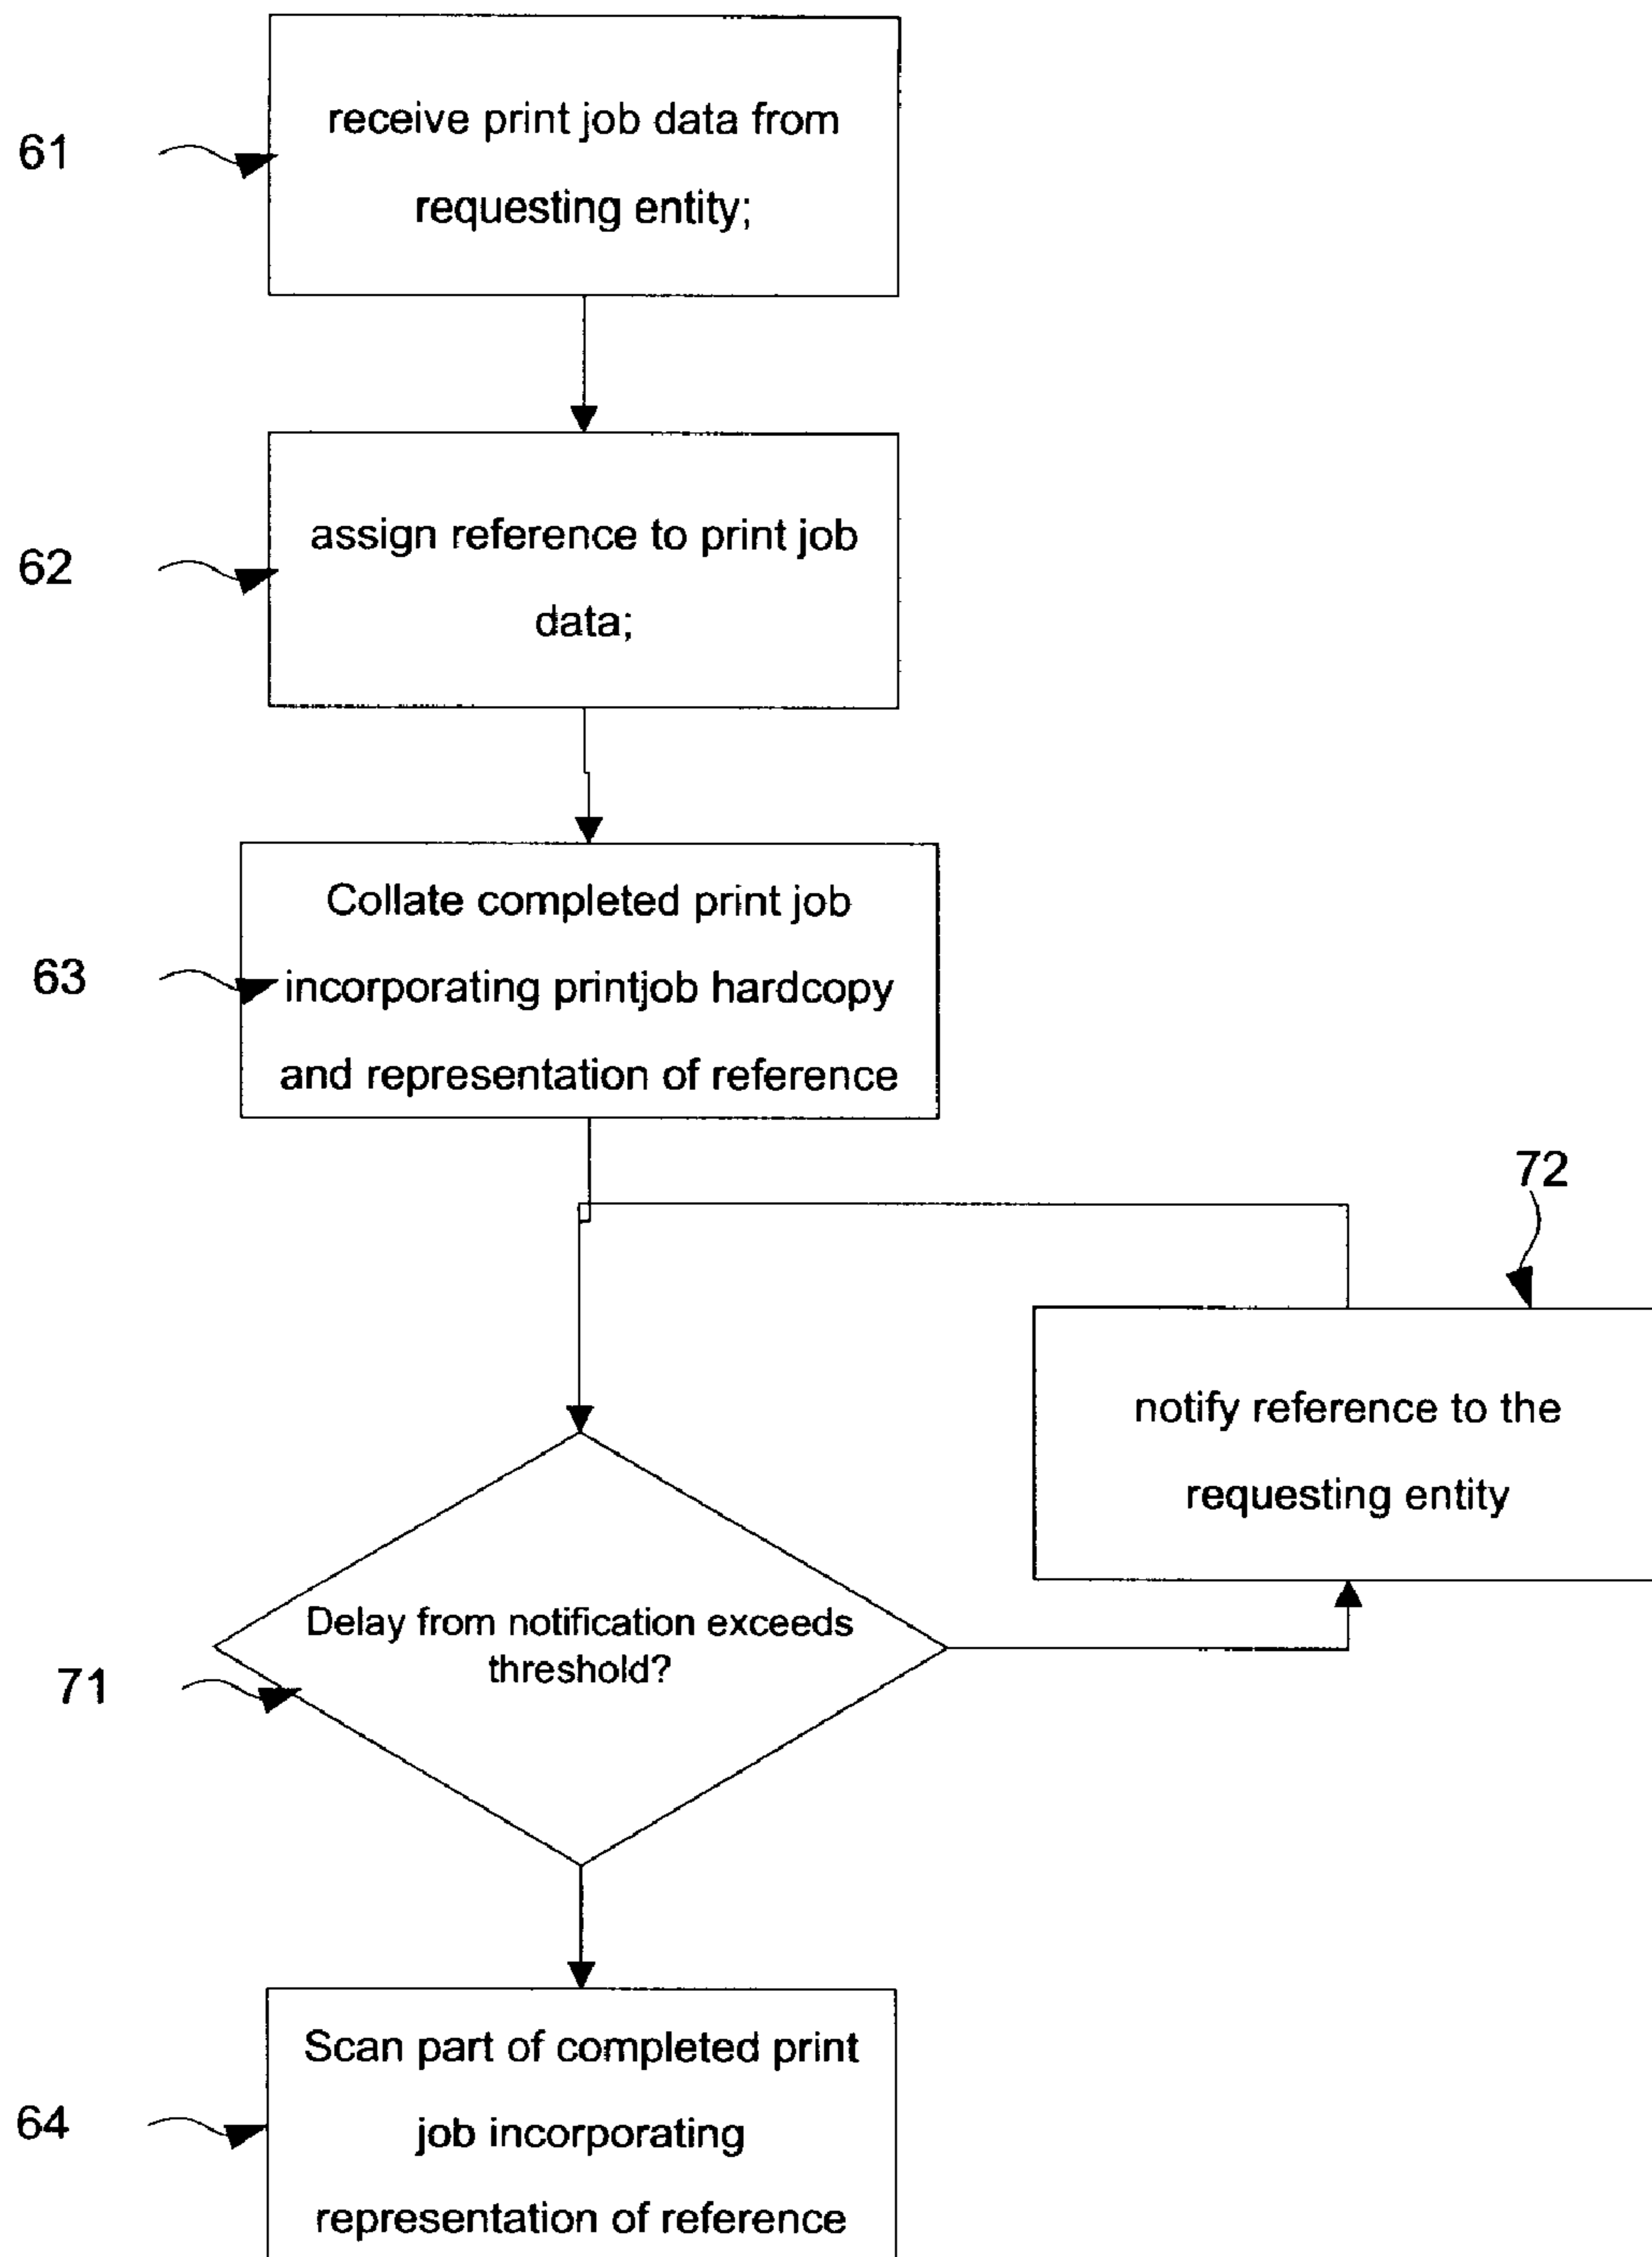 61
receive print job data from
requesting entity;
62
assign reference to print job
data;
63
Collate completed print job
incorporating printjob hardcopy
and representation of reference
72
notify reference to the
requesting entity
71
Delay from notification exceeds
threshold?
64
Scan part of completed print
job incorporating
representation of reference